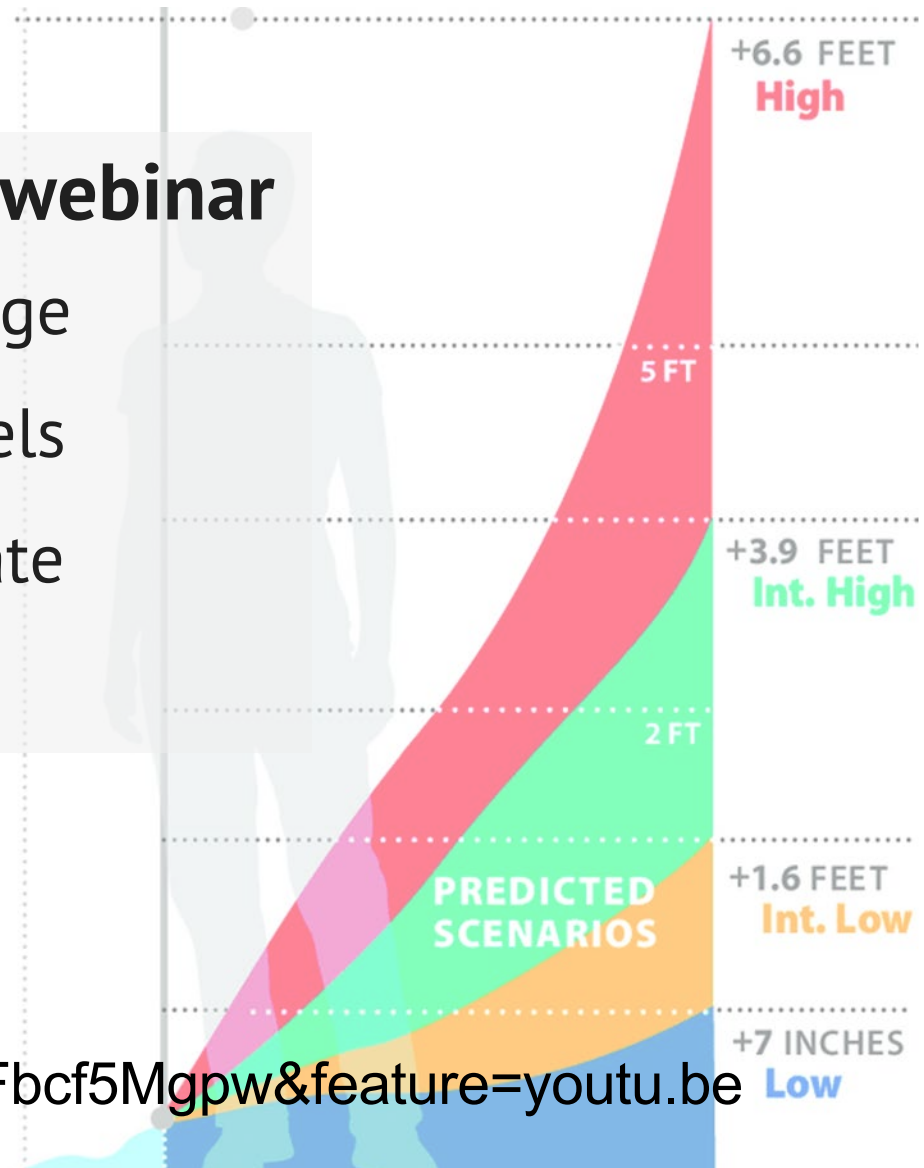 +6.6 FEET
High
webinar
ge
els
ate
5 FT
+3.9 FEET
Int. High
2 FT
PREDICTED
SCENARIOS
+1.6 FEET
Int. Low
+7 INCHES
Low
Fbcf5Mgpw&feature=youtu.be